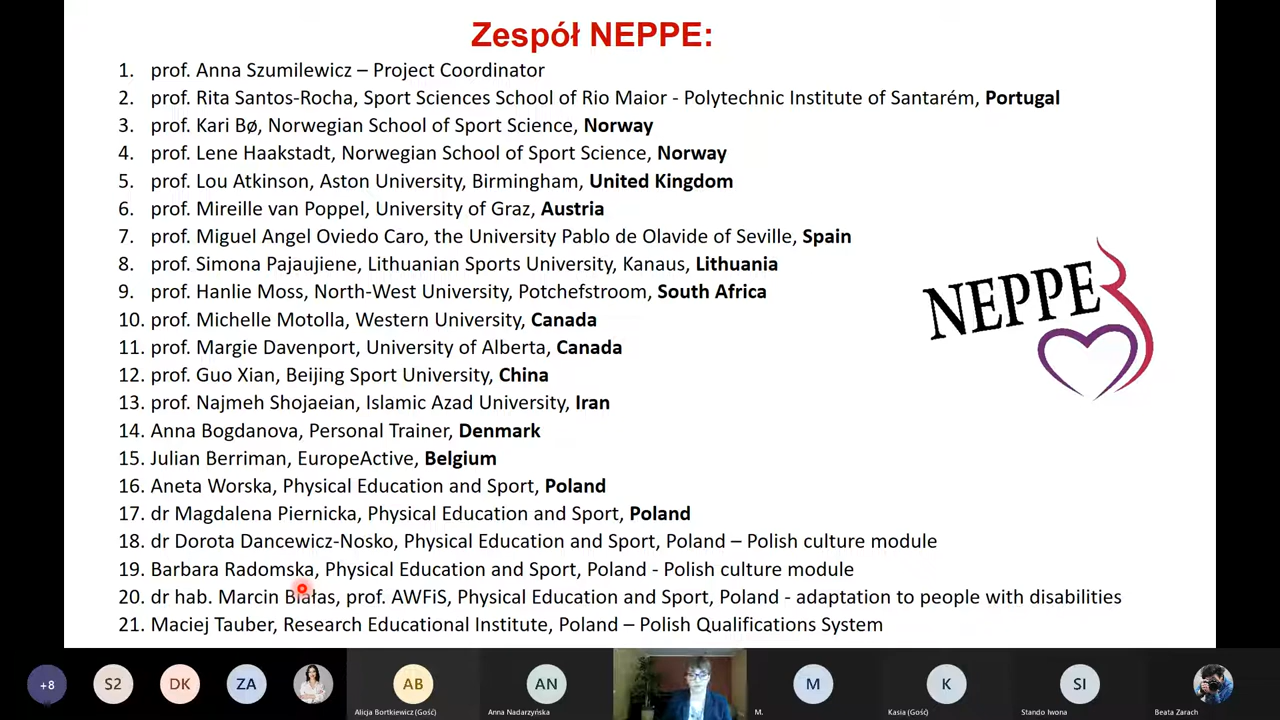 Zespół NEPPE:
1. prof. Anna Szumilewicz – Project Coordinator
2. prof. Rita Santos-Rocha, Sport Sciences School of Rio Maior - Polytechnic Institute of Santarém, Portugal
3. prof. Kari Bø, Norwegian School of Sport Science, Norway
4. prof. Lene Haakstadt, Norwegian School of Sport Science, Norway
5. prof. Lou Atkinson, Aston University, Birmingham, United Kingdom
6. prof. Mireille van Poppel, University of Graz, Austria
7. prof. Miguel Angel Oviedo Caro, the University Pablo de Olavide of Seville, Spain
8. prof. Simona Pajaujiene, Lithuanian Sports University, Kanaus, Lithuania
9. prof. Hanlie Moss, North-West University, Potchefstroom, South Africa
10. prof. Michelle Motolla, Western University, Canada
11. prof. Margie Davenport, University of Alberta, Canada
12. prof. Guo Xian, Beijing Sport University, China
13. prof. Najmeh Shojaeian, Islamic Azad University, Iran
14. Anna Bogdanova, Personal Trainer, Denmark
15. Julian Berriman, EuropeActive, Belgium
16. Aneta Worska, Physical Education and Sport, Poland
17. dr Magdalena Piernicka, Physical Education and Sport, Poland
18. dr Dorota Dancewicz-Nosko, Physical Education and Sport, Poland – Polish culture module
19. Barbara Radomska, Physical Education and Sport, Poland - Polish culture module
20. dr hab. Marcin Białas, prof. AWFiS, Physical Education and Sport, Poland - adaptation to people with disabilities
21. Maciej Tauber, Research Educational Institute, Poland – Polish Qualifications System
NEPPE
+8 S2 DK ZA AB AN M K SI
Alicja Bortkiewicz (Gość) Anna Nadarzyńska M. Kasia (Gość) Stando Iwona Beata Zarach